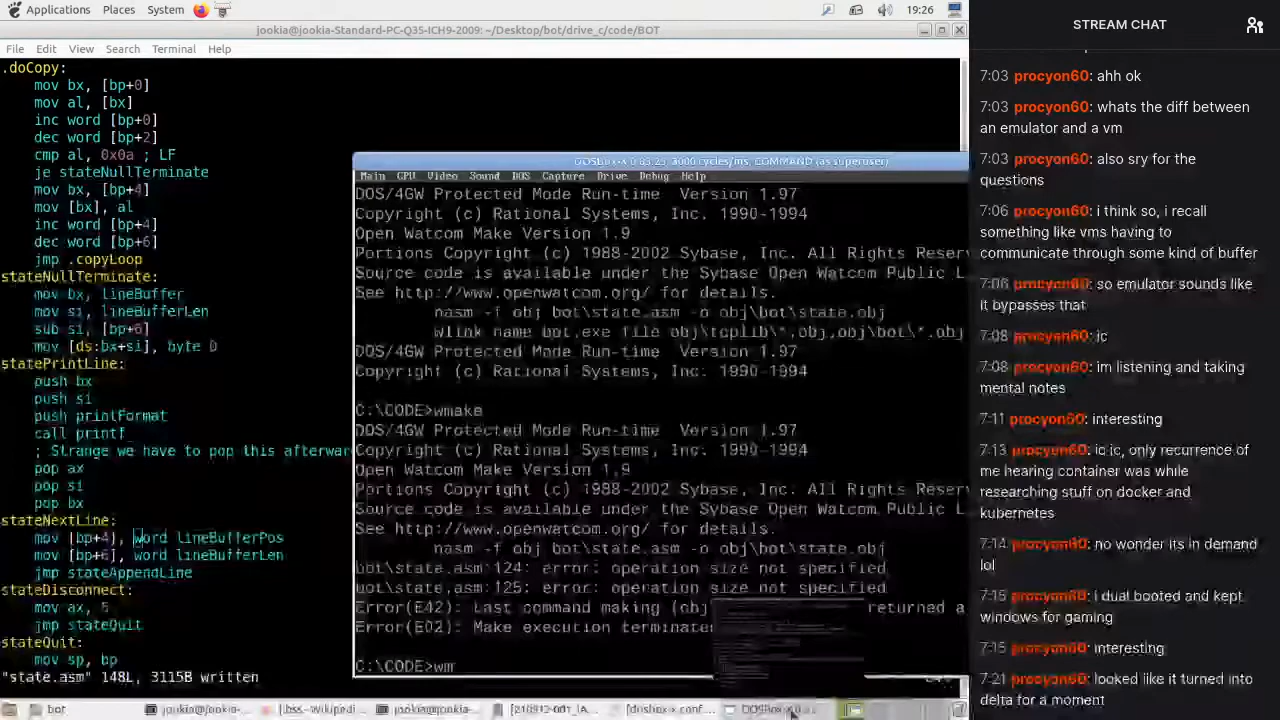 Applications Places System 19:26
jookia@jookia-Standard-PC-Q35-ICH9-2009: ~/Desktop/bot/drive_c/code/BOT
File Edit View Search Terminal Help
.doCopy:
mov bx, [bp+0]
mov al, [bx]
inc word [bp+0]
dec word [bp+2]
cmp al, 0x0a ; LF
je stateNullTerminate
mov bx, [bp+4]
mov [bx], al
inc word [bp+4]
dec word [bp+6]
jmp .copyLoop
stateNullTerminate:
mov bx, lineBuffer
mov si, lineBufferLen
sub si, [bp+6]
mov [ds:bx+si], byte 0
statePrintLine:
push bx
push si
push printFormat
call printf_
; Strange we have to pop this afterwar
pop ax
pop si
pop bx
stateNextLine:
mov [bp+4], word lineBufferPos
mov [bp+6], word lineBufferLen
jmp stateAppendLine
stateDisconnect:
mov ax, 5
jmp stateQuit
stateQuit:
mov sp, bp
"state.asm" 148L, 3115B written
DOSBox-X 0.83.23, 3000 cycles/ms, COMMAND (as superuser)
Main CPU Video Sound DOS Capture Drive Debug Help
DOS/4GW Protected Mode Run-time Version 1.97
Copyright (c) Rational Systems, Inc. 1990-1994
Open Watcom Make Version 1.9
Portions Copyright (c) 1988-2002 Sybase, Inc. All Rights Reserv
Source code is available under the Sybase Open Watcom Public L
See http://www.openwatcom.org/ for details.
nasm -f obj bot\state.asm -o obj\bot\state.obj
wlink name bot.exe file obj\tcplib\*.obj,obj\bot\*.obj
DOS/4GW Protected Mode Run-time Version 1.97
Copyright (c) Rational Systems, Inc. 1990-1994
C:\CODE>wmake
DOS/4GW Protected Mode Run-time Version 1.97
Copyright (c) Rational Systems, Inc. 1990-1994
Open Watcom Make Version 1.9
Portions Copyright (c) 1988-2002 Sybase, Inc. All Rights Reserv
Source code is available under the Sybase Open Watcom Public L
See http://www.openwatcom.org/ for details.
nasm -f obj bot\state.asm -o obj\bot\state.obj
bot\state.asm:124: error: operation size not specified
bot\state.asm:125: error: operation size not specified
Error(E42): Last command making (obj returned a
Error(E02): Make execution terminate
C:\CODE>wm
bot jookia@jookia-... [bss - Wikipedi... jookia@jookia-... [210912-001_IA... [dosbox-x conf... DOSBox-X
STREAM CHAT
7:03 procyon60: ahh ok
7:03 procyon60: whats the diff between
an emulator and a vm
7:03 procyon60: also sry for the
questions
7:06 procyon60: i think so, i recall
something like vms having to
communicate through some kind of buffer
7:06 procyon60: so emulator sounds like
it bypasses that
7:08 procyon60: ic
7:08 procyon60: im listening and taking
mental notes
7:11 procyon60: interesting
7:13 procyon60: ic ic, only recurrence of
me hearing container was while
researching stuff on docker and
kubernetes
7:14 procyon60: no wonder its in demand
lol
7:15 procyon60: i dual booted and kept
windows for gaming
7:15 procyon60: interesting
7:21 procyon60: looked like it turned into
delta for a moment